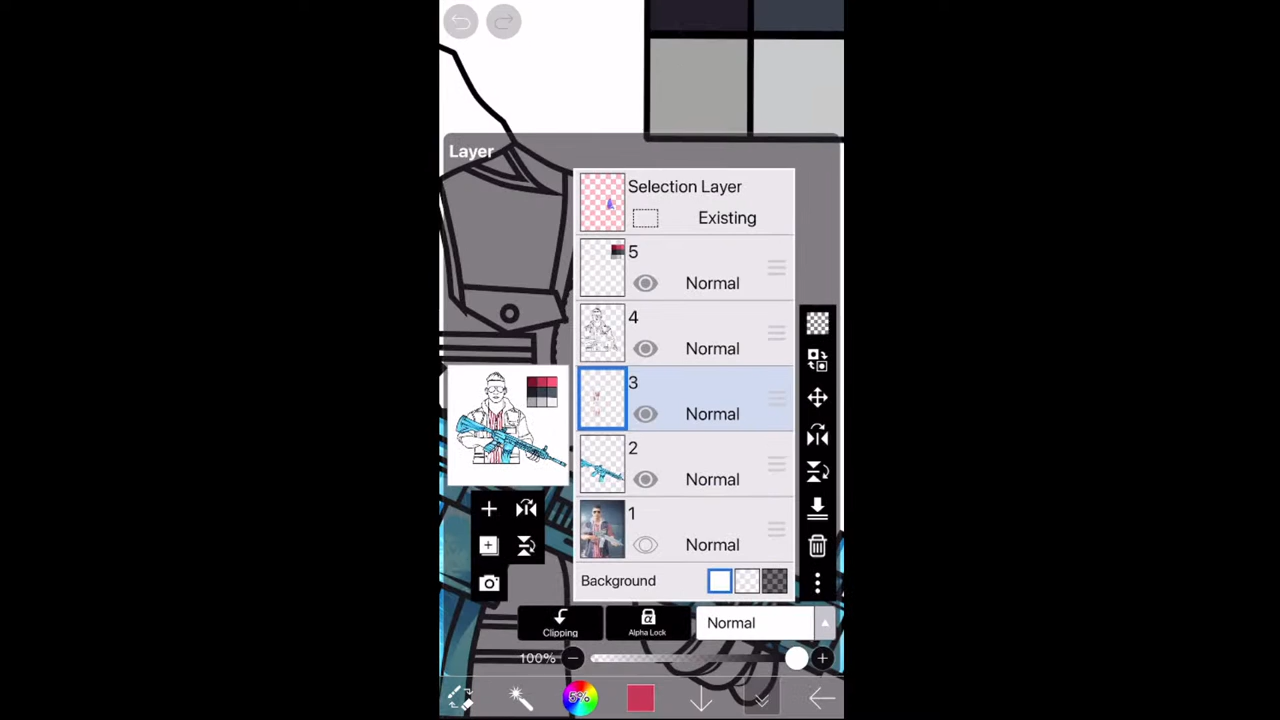 Layer
Selection Layer
Existing
5
Normal
4
Normal
3
Normal
2
Normal
1
Normal
Background
Clipping
Alpha Lock
Normal
100%
5%